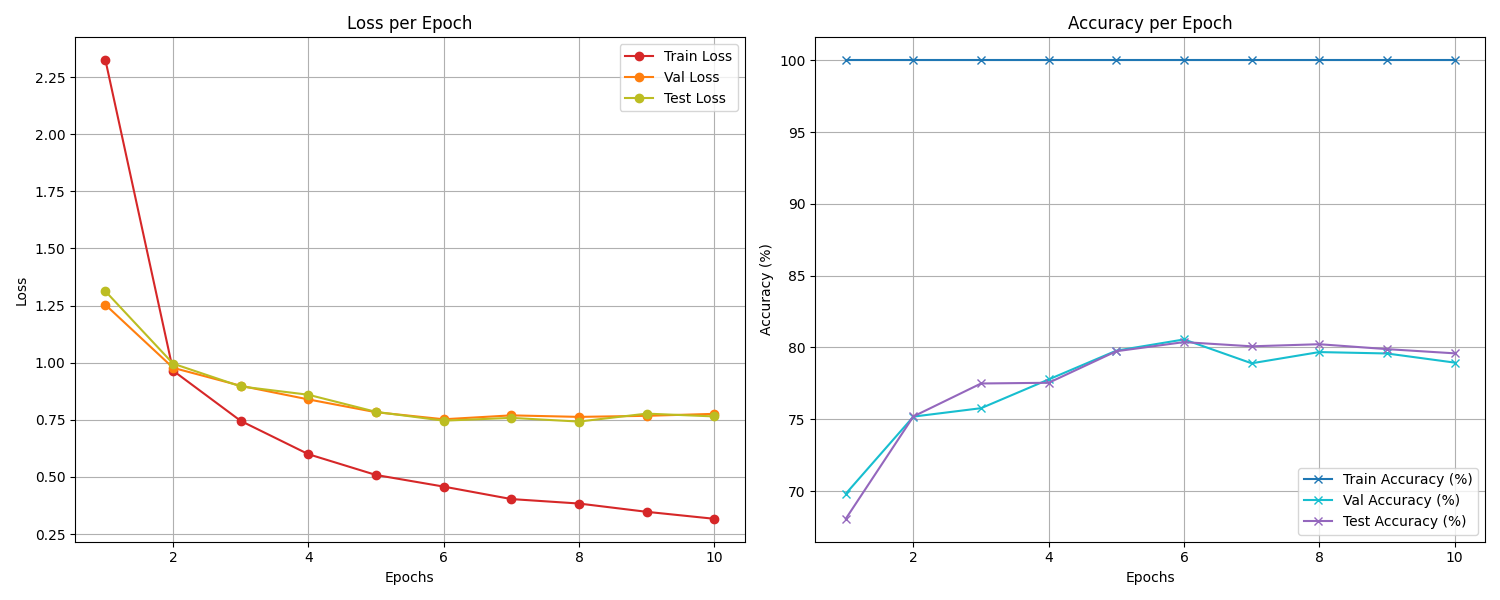 Loss per Epoch
Train Loss
Val Loss
Test Loss
2.25
2.00
1.75
1.50
1.25
1.00
0.75
0.50
0.25
Loss
2 4 6 8 10
Epochs
Accuracy per Epoch
100
95
90
85
80
75
70
Accuracy (%)
Train Accuracy (%)
Val Accuracy (%)
Test Accuracy (%)
2 4 6 8 10
Epochs